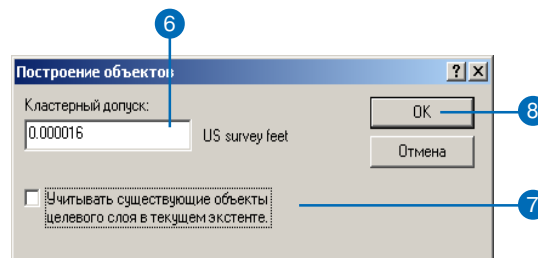 6
Построение объектов
Кластерный допуск:
0.000016
US survey feet
OK
8
Отмена
Учитывать существующие объекты
целевого слоя в текущем экстенте.
7